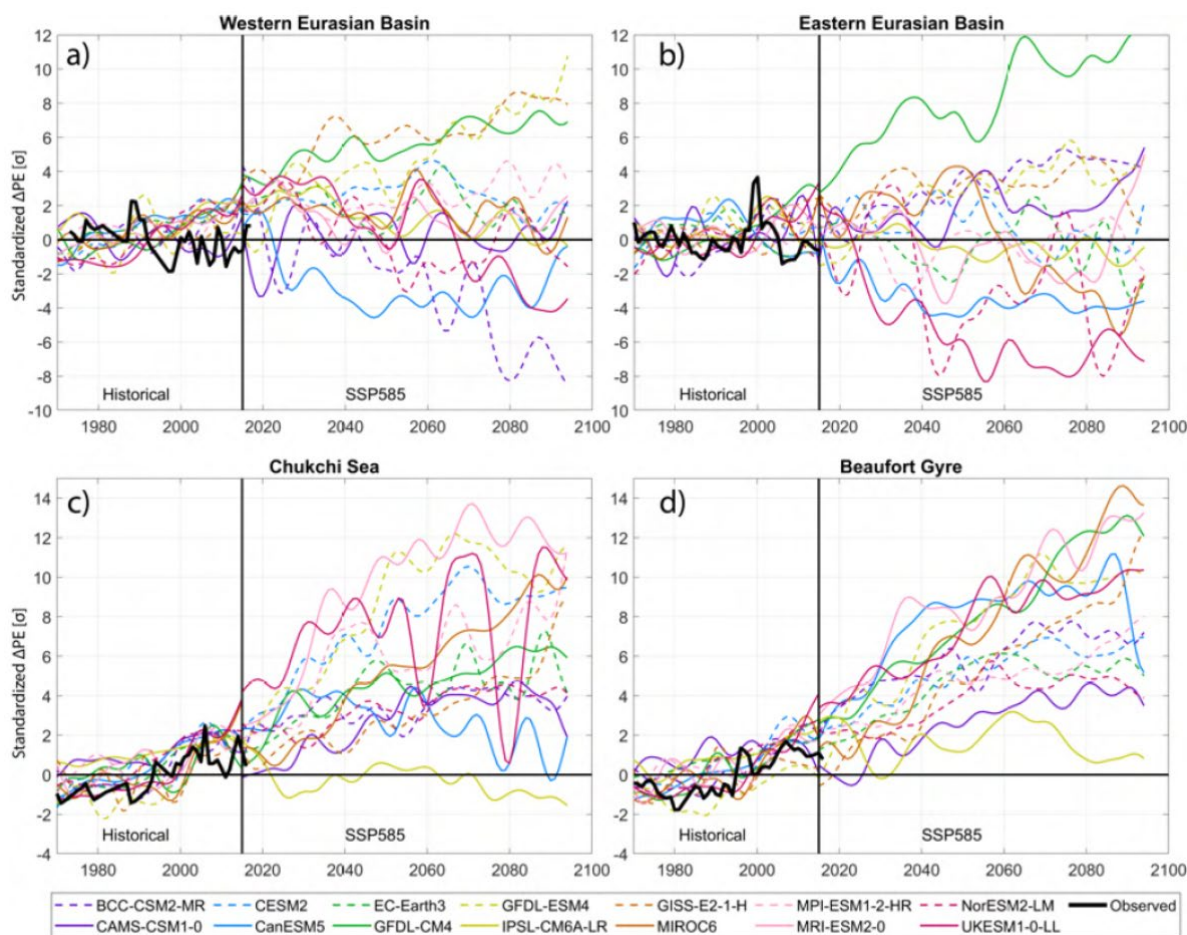 Western Eurasian Basin
a)
Standardized ΔPE [σ]
12
10
8
6
4
2
0
-2
-4
-6
-8
-10
Historical
SSP585
1980 2000 2020 2040 2060 2080 2100
Eastern Eurasian Basin
b)
12
10
8
6
4
2
0
-2
-4
-6
-8
10
Historical
SSP585
1980 2000 2020 2040 2060 2080 2100
Chukchi Sea
c)
Standardized ΔPE [σ]
14
12
10
8
6
4
2
0
-2
-4
Historical
SSP585
1980 2000 2020 2040 2060 2080 2100
Beaufort Gyre
d)
14
12
10
8
6
4
2
0
-2
-4
Historical
SSP585
1980 2000 2020 2040 2060 2080 2100
BCC-CSM2-MR CESM2 EC-Earth3 GFDL-ESM4 GISS-E2-1-H MPI-ESM1-2-HR NorESM2-LM Observed
CAMS-CSM1-0 CanESM5 GFDL-CM4 IPSL-CM6A-LR MIROC6 MRI-ESM2-0 UKESM1-0-LL